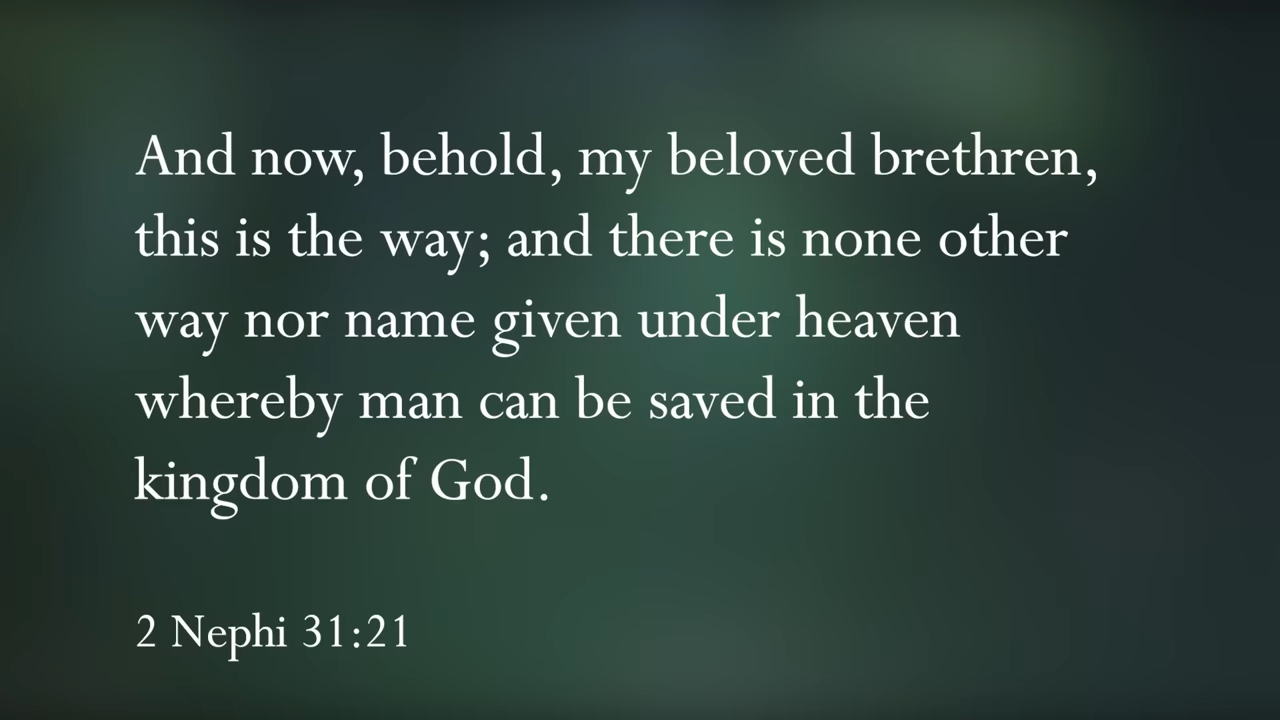 And now, behold, my beloved brethren,
this is the way; and there is none other
way nor name given under heaven
whereby man can be saved in the
kingdom of God.
2 Nephi 31:21